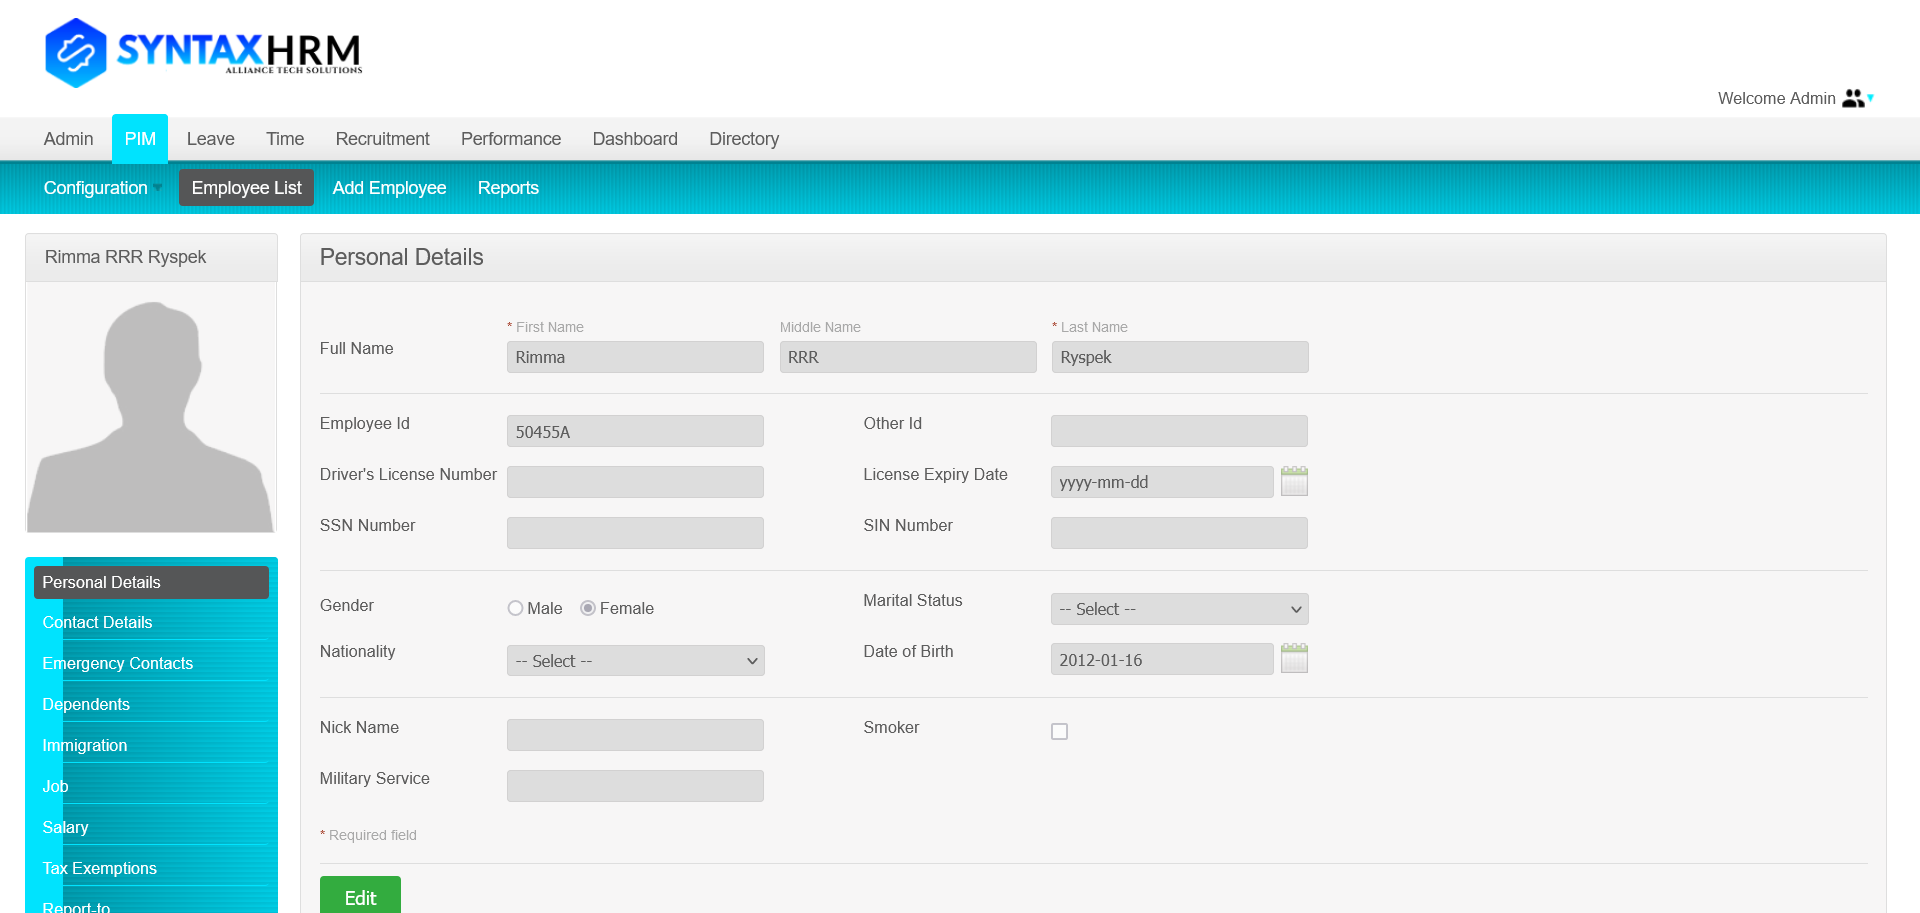 SYNTAXHRM
ALLIANCE TECH SOLUTIONS
Welcome Admin
Admin PIM Leave Time Recruitment Performance Dashboard Directory
Configuration Employee List Add Employee Reports
Rimma RRR Ryspek
Personal Details
Contact Details
Emergency Contacts
Dependents
Immigration
Job
Salary
Tax Exemptions
Report-to
Personal Details
* First Name Middle Name * Last Name
Full Name Rimma RRR Ryspek
Employee Id 50455A Other Id
Driver's License Number License Expiry Date yyyy-mm-dd
SSN Number SIN Number
Gender Male Female Marital Status -- Select --
Nationality -- Select -- Date of Birth 2012-01-16
Nick Name Smoker
Military Service
* Required field
Edit